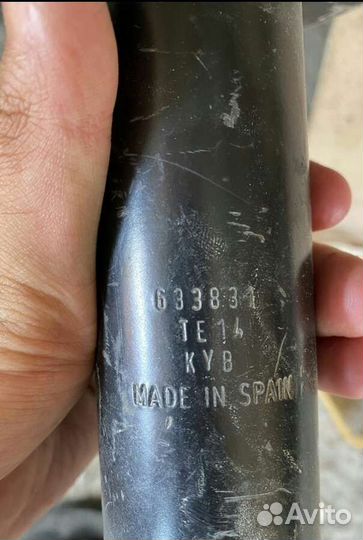 633831
TE14
KYB
MADE IN SPAIN
Avito